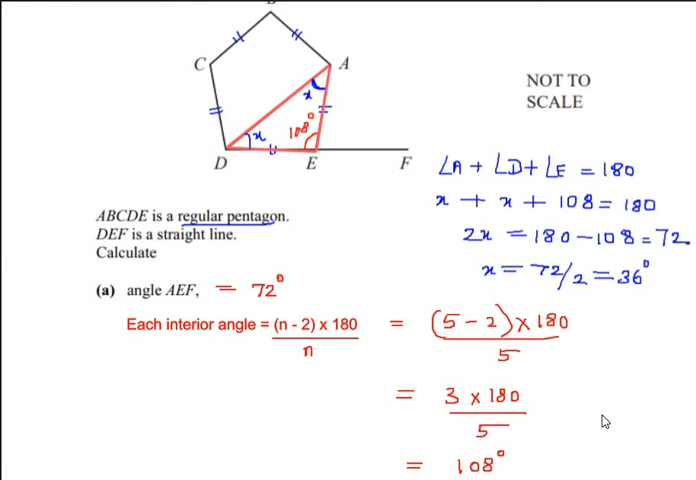 C
A
x
NOT TO
SCALE
x
108°
D
E
F
∠A + ∠D + ∠E = 180
x + x + 108 = 180
2x = 180 - 108 = 72
x = 72/2 = 36°
ABCDE is a regular pentagon.
DEF is a straight line.
Calculate
(a) angle AEF, = 72°
Each interior angle = (n - 2) x 180 = (5 - 2) x 180
n
5
= 3 x 180
5
= 108°